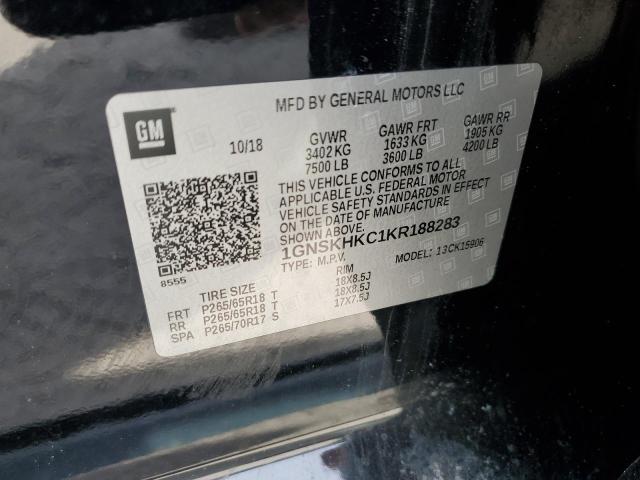 MFD BY GENERAL MOTORS LLC
GM
10/18
GVWR GAWR FRT GAWR RR
3402 KG 1633 KG 1905 KG
7500 LB 3600 LB 4200 LB
THIS VEHICLE CONFORMS TO ALL
APPLICABLE U.S. FEDERAL MOTOR
VEHICLE SAFETY STANDARDS IN EFFECT
ON THE DATE OF MANUFACTURE
SHOWN ABOVE.
1GNSKHKC1KR188283
TYPE: M.P.V. MODEL: 13CK15906
8555
TIRE SIZE RIM
FRT P265/65R18 T 18X8.5J
RR P265/65R18 T 18X8.5J
SPA P265/70R17 S 17X7.5J